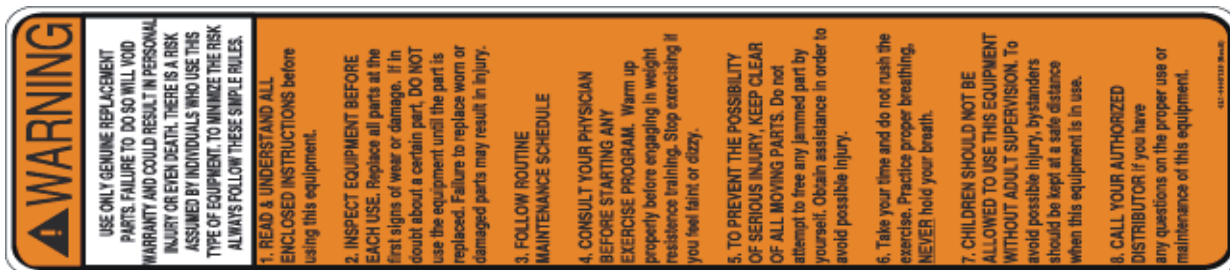 WARNING
USE ONLY GENUINE REPLACEMENT
PARTS. FAILURE TO DO SO WILL VOID
WARRANTY AND COULD RESULT IN PERSONAL
INJURY OR EVEN DEATH. THERE IS A RISK
ASSUMED BY INDIVIDUALS WHO USE THIS
TYPE OF EQUIPMENT. TO MINIMIZE THE RISK
ALWAYS FOLLOW THESE SIMPLE RULES.
1. READ & UNDERSTAND ALL
ENCLOSED INSTRUCTIONS before
using this equipment.
2. INSPECT EQUIPMENT BEFORE
EACH USE. Replace all parts at the
first signs of wear or damage. If in
doubt about a certain part, DO NOT
use the equipment until the part is
replaced. Failure to replace worn or
damaged parts may result in injury.
3. FOLLOW ROUTINE
MAINTENANCE SCHEDULE
4. CONSULT YOUR PHYSICIAN
BEFORE STARTING ANY
EXERCISE PROGRAM. Warm up
properly before engaging in weight
resistence training. Stop exercising if
you feel faint or dizzy.
5. TO PREVENT THE POSSIBILITY
OF SERIOUS INJURY, KEEP CLEAR
OF ALL MOVING PARTS. Do not
attempt to free any jammed part by
yourself. Obtain assistance in order to
avoid possible injury.
6. Take your time and do not rush the
exercise. Practice proper breathing,
NEVER hold your breath.
7. CHILDREN SHOULD NOT BE
ALLOWED TO USE THIS EQUIPMENT
WITHOUT ADULT SUPERVISION. To
avoid possible injury, bystanders
should be kept at a safe distance
when this equipment is in use.
8. CALL YOUR AUTHORIZED
DISTRIBUTOR if you have
any questions on the proper use or
maintenance of this equipment.